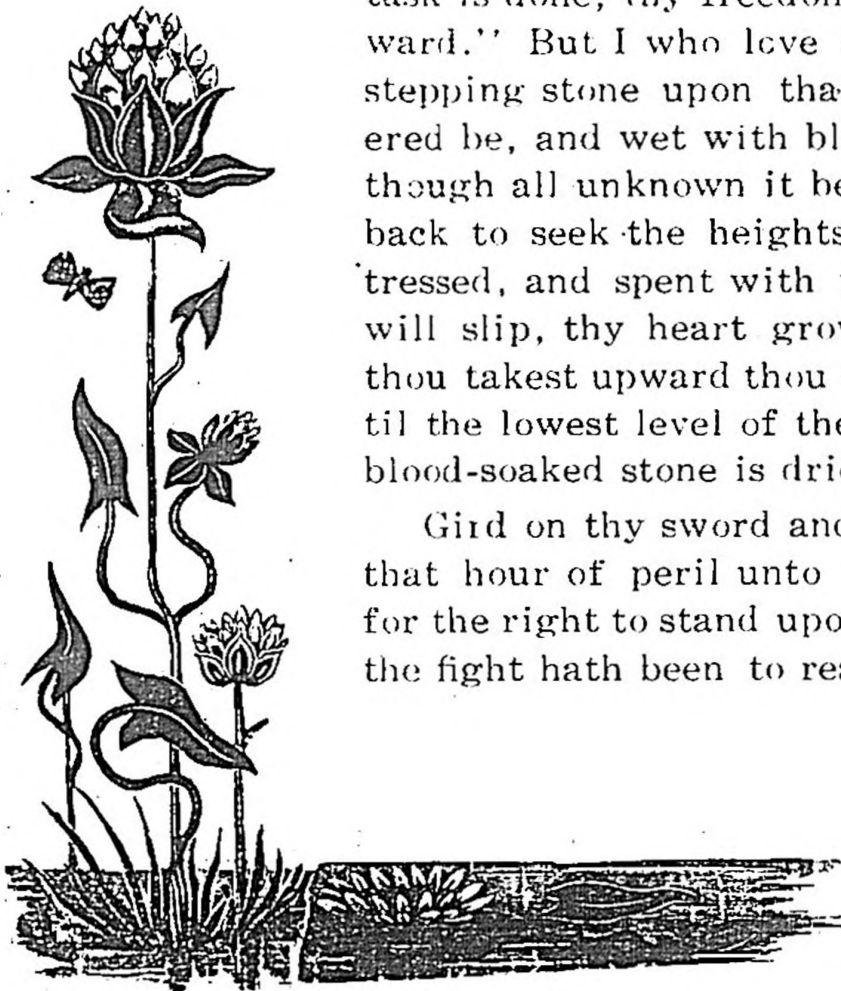 task is done, thy freedom
ward." But I who love
stepping stone upon tha
ered be, and wet with bl
though all unknown it be
back to seek the heights
tressed, and spent with
will slip, thy heart grov
thou takest upward thou
til the lowest level of the
blood-soaked stone is drie
Gird on thy sword and
that hour of peril unto
for the right to stand upo
the fight hath been to rea